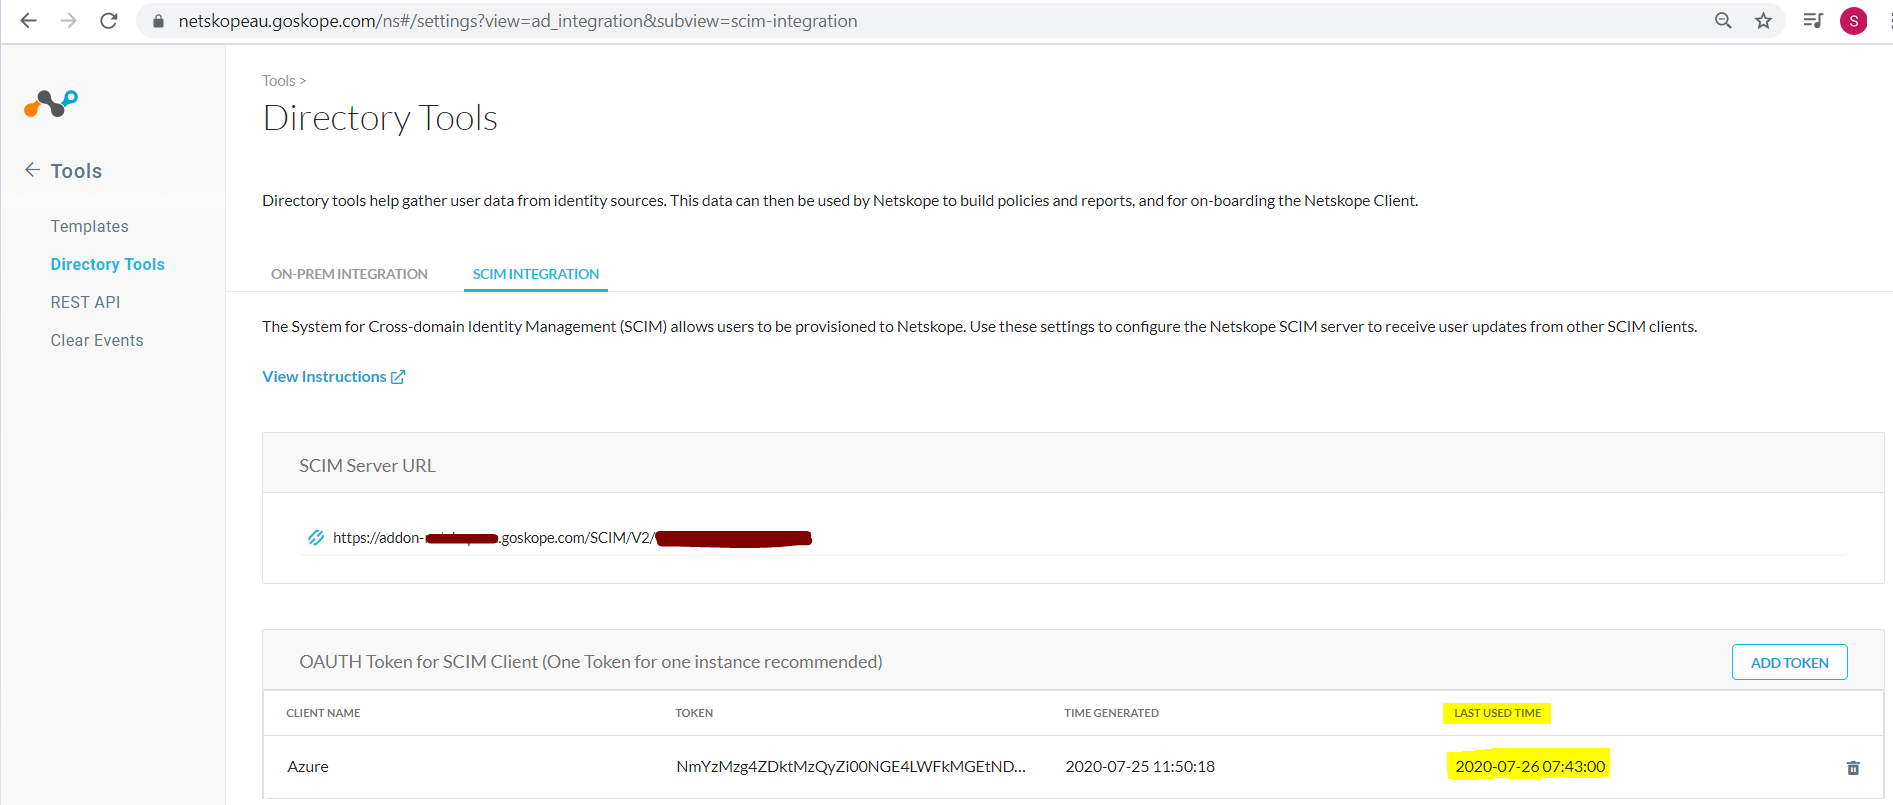 netskopeau.goskope.com/ns#/settings?view=ad_integration&subview=scim-integration
S
Tools >
Directory Tools
Tools
Templates
Directory Tools
REST API
Clear Events
Directory tools help gather user data from identity sources. This data can then be used by Netskope to build policies and reports, and for on-boarding the Netskope Client.
ON-PREM INTEGRATION SCIM INTEGRATION
The System for Cross-domain Identity Management (SCIM) allows users to be provisioned to Netskope. Use these settings to configure the Netskope SCIM server to receive user updates from other SCIM clients.
View Instructions
SCIM Server URL
https://addon- .goskope.com/SCIM/V2/
OAUTH Token for SCIM Client (One Token for one instance recommended) ADD TOKEN
CLIENT NAME TOKEN TIME GENERATED LAST USED TIME
Azure NmYzMzg4ZDktMzQyZi00NGE4LWFkMGEtND... 2020-07-25 11:50:18 2020-07-26 07:43:00